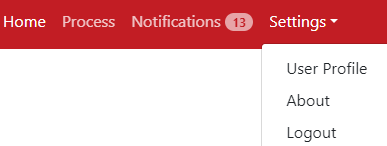 Home Process Notifications 13 Settings
User Profile
About
Logout